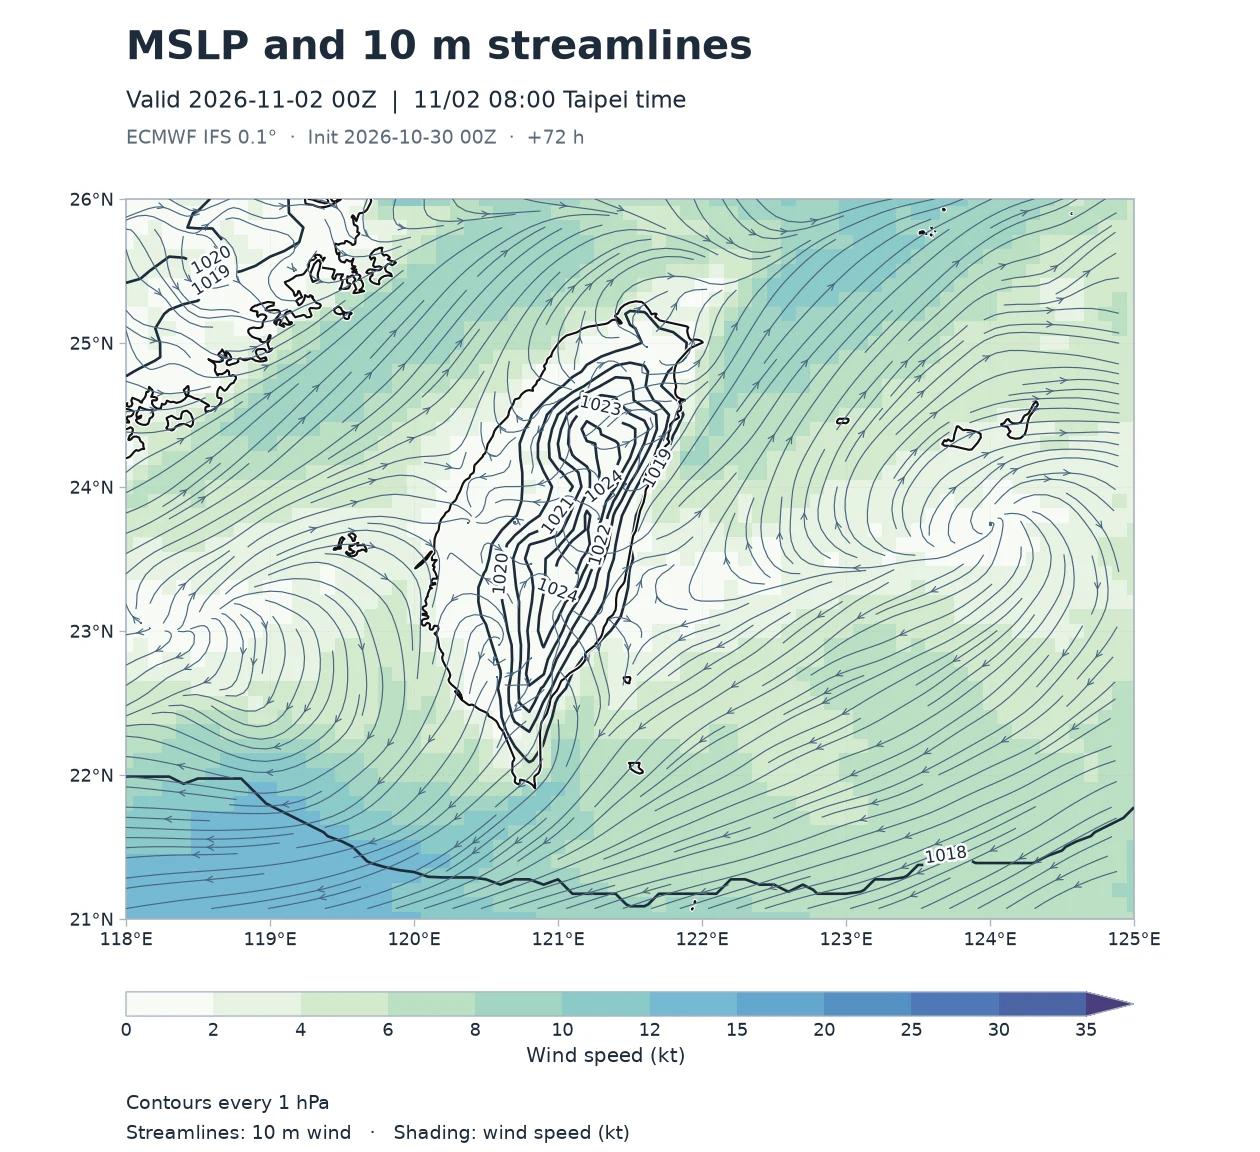 MSLP and 10 m streamlines
Valid 2026-11-02 00Z | 11/02 08:00 Taipei time
ECMWF IFS 0.1° · Init 2026-10-30 00Z · +72 h
26°N
25°N
24°N
23°N
22°N
21°N
1020
1019
1023
1019
1024
1021
1022
1020
1024
1018
118°E 119°E 120°E 121°E 122°E 123°E 124°E 125°E
0 2 4 6 8 10 12 15 20 25 30 35
Wind speed (kt)
Contours every 1 hPa
Streamlines: 10 m wind · Shading: wind speed (kt)